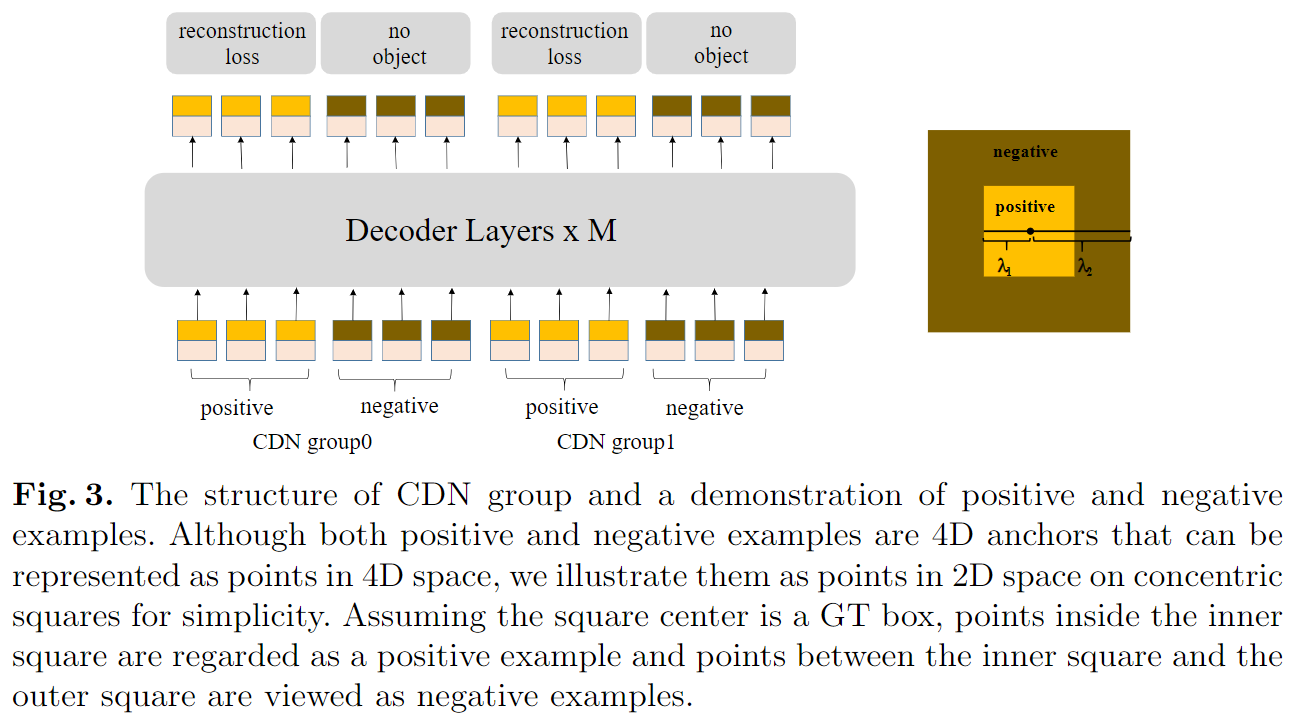 reconstruction loss
no object
reconstruction loss
no object
negative
positive
λ1
λ2
Decoder Layers x M
positive
negative
positive
negative
CDN group0
CDN group1
Fig. 3. The structure of CDN group and a demonstration of positive and negative
examples. Although both positive and negative examples are 4D anchors that can be
represented as points in 4D space, we illustrate them as points in 2D space on concentric
squares for simplicity. Assuming the square center is a GT box, points inside the inner
square are regarded as a positive example and points between the inner square and the
outer square are viewed as negative examples.